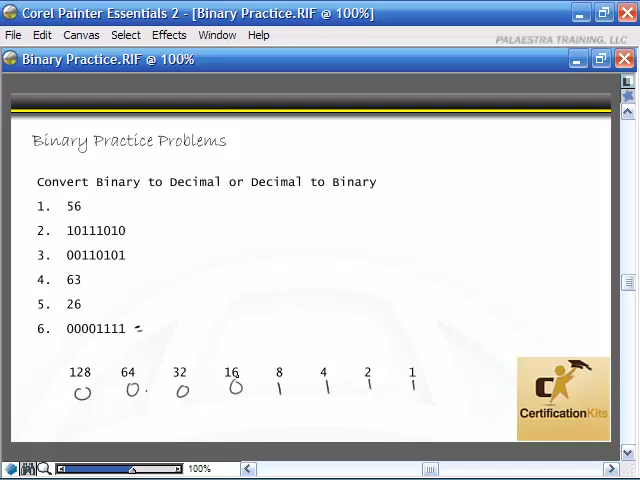 Corel Painter Essentials 2 - [Binary Practice.RIF @ 100%]
File Edit Canvas Select Effects Window Help
PALAESTRA TRAINING, LLC
Binary Practice.RIF @ 100%
Binary Practice Problems
Convert Binary to Decimal or Decimal to Binary
1. 56
2. 10111010
3. 00110101
4. 63
5. 26
6. 00001111 =
128 64 32 16 8 4 2 1
0 0 0 0 1 1 1 1
CK
CertificationKits
100%